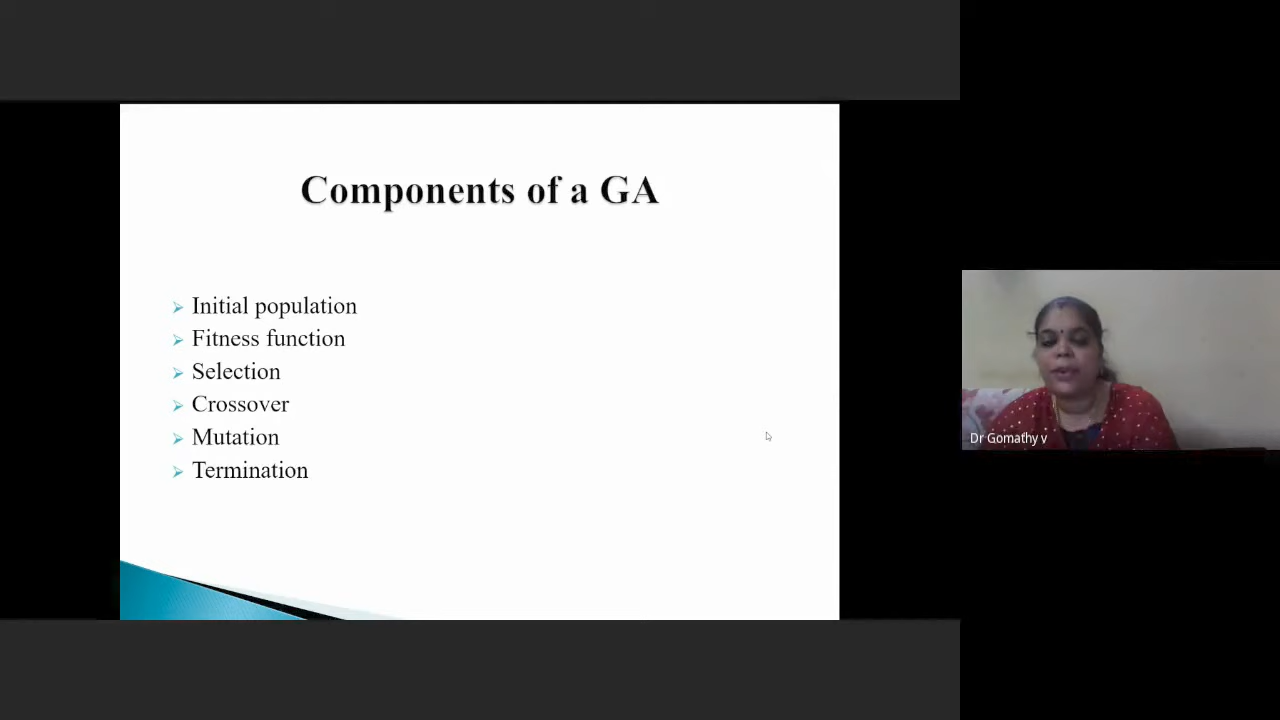 Components of a GA
Initial population
Fitness function
Selection
Crossover
Mutation
Termination
Dr Gomathy v